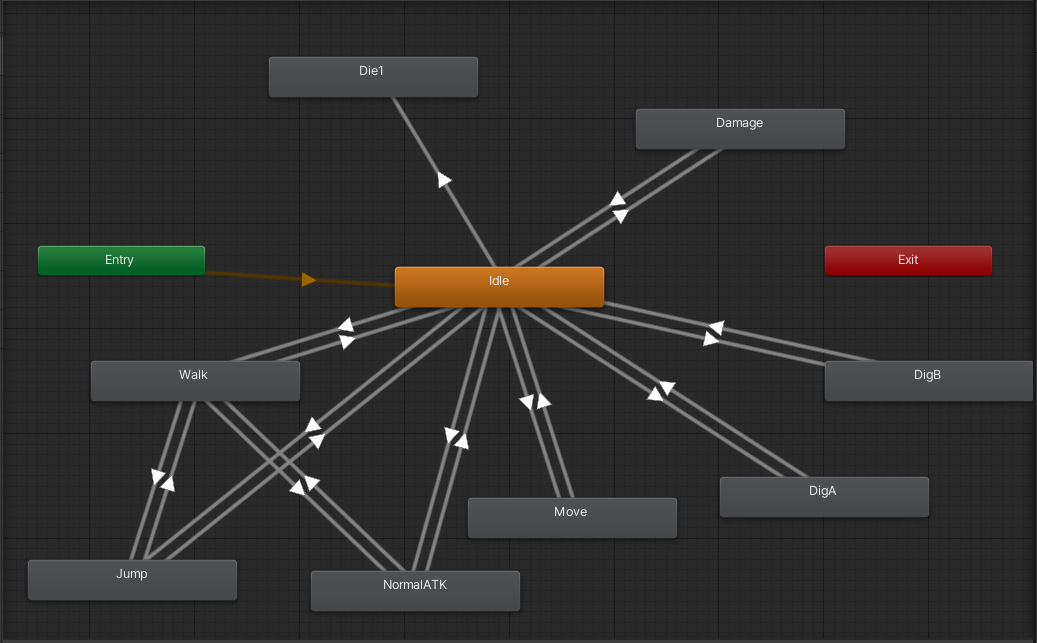 Die1
Damage
Entry
Exit
Idle
Walk
DigB
DigA
Move
Jump
NormalATK